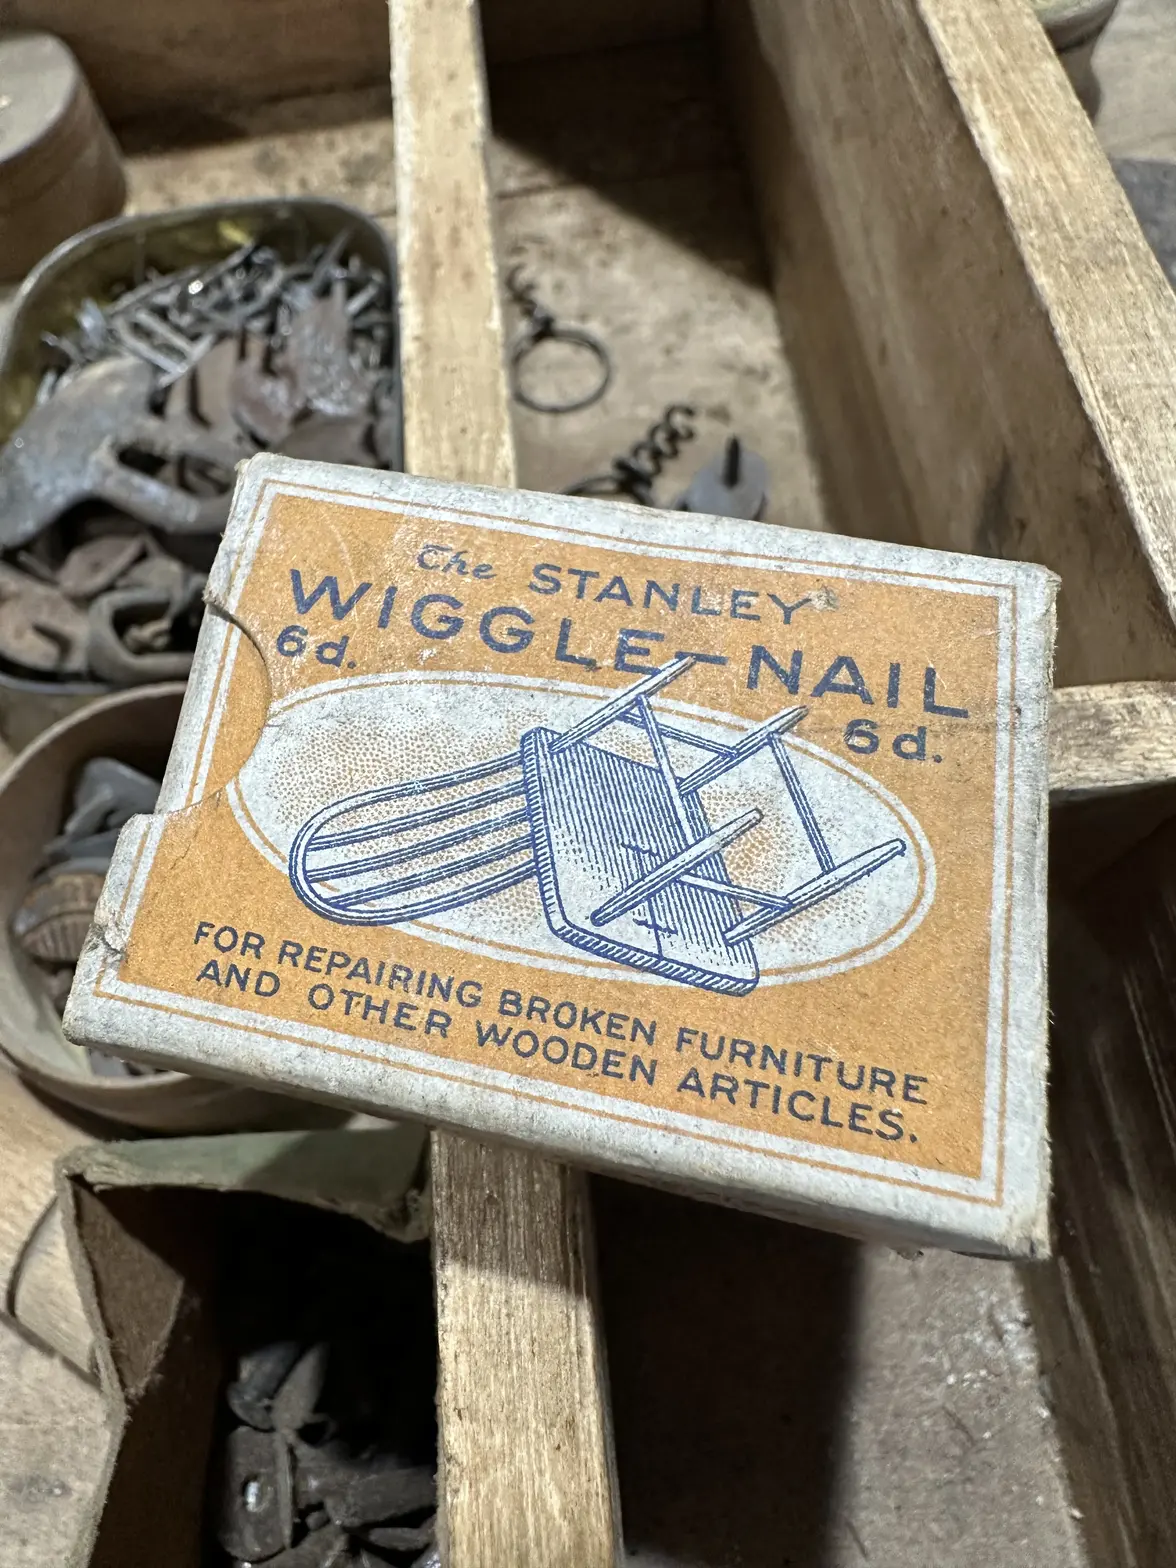 The STANLEY
WIGGLE-NAIL
6d. 6d.
FOR REPAIRING BROKEN FURNITURE
AND OTHER WOODEN ARTICLES.